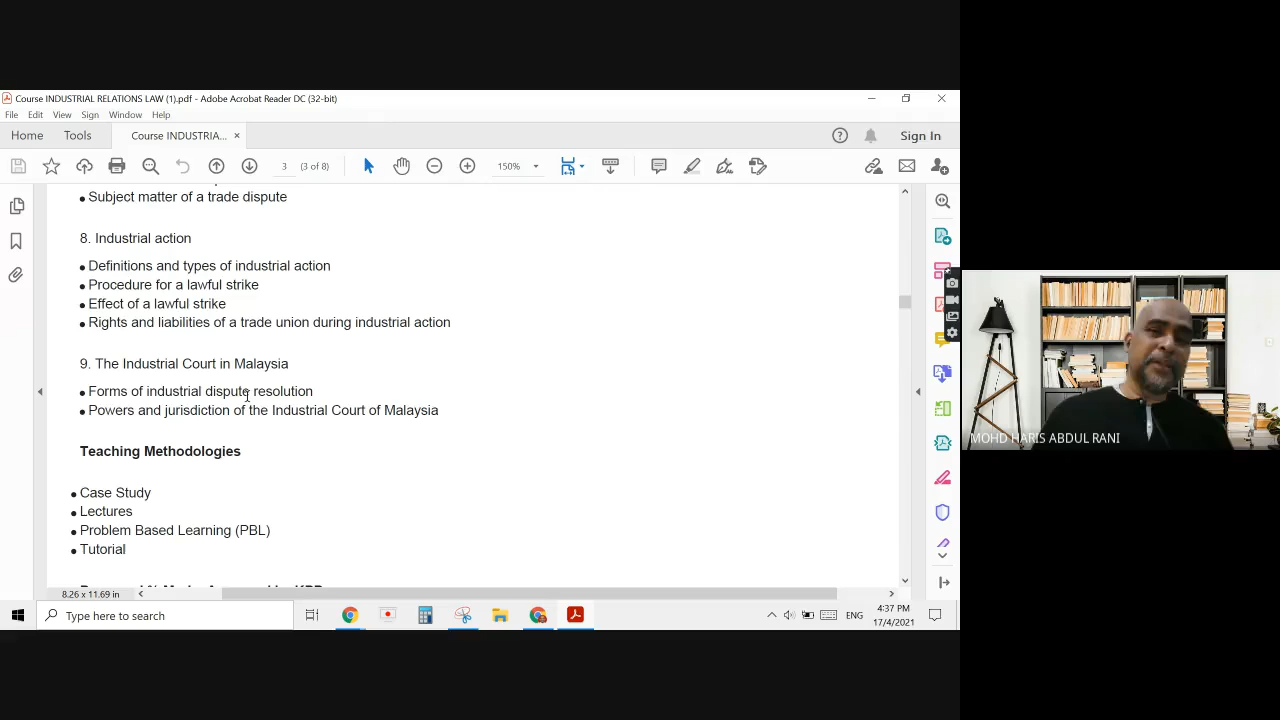 Course INDUSTRIAL RELATIONS LAW (1).pdf - Adobe Acrobat Reader DC (32-bit)
File Edit View Sign Window Help
Home Tools Course INDUSTRIA... × Sign In
3 (3 of 8) 150%
• Subject matter of a trade dispute
8. Industrial action
• Definitions and types of industrial action
• Procedure for a lawful strike
• Effect of a lawful strike
• Rights and liabilities of a trade union during industrial action
9. The Industrial Court in Malaysia
• Forms of industrial dispute resolution
• Powers and jurisdiction of the Industrial Court of Malaysia
Teaching Methodologies
• Case Study
• Lectures
• Problem Based Learning (PBL)
• Tutorial
8.26 x 11.69 in
Type here to search
ENG
4:37 PM
17/4/2021
MOHD HARIS ABDUL RANI